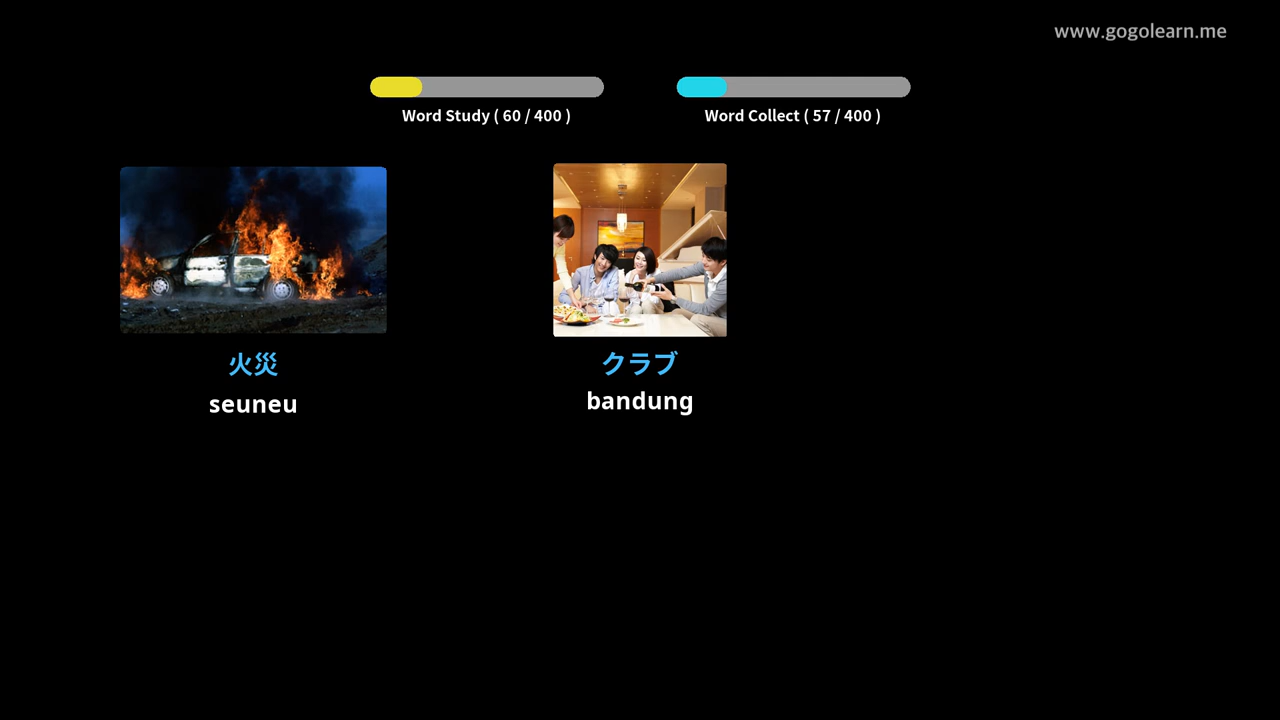 www.gogolearn.me
Word Study ( 60 / 400 )
Word Collect ( 57 / 400 )
火災
seuneu
クラブ
bandung